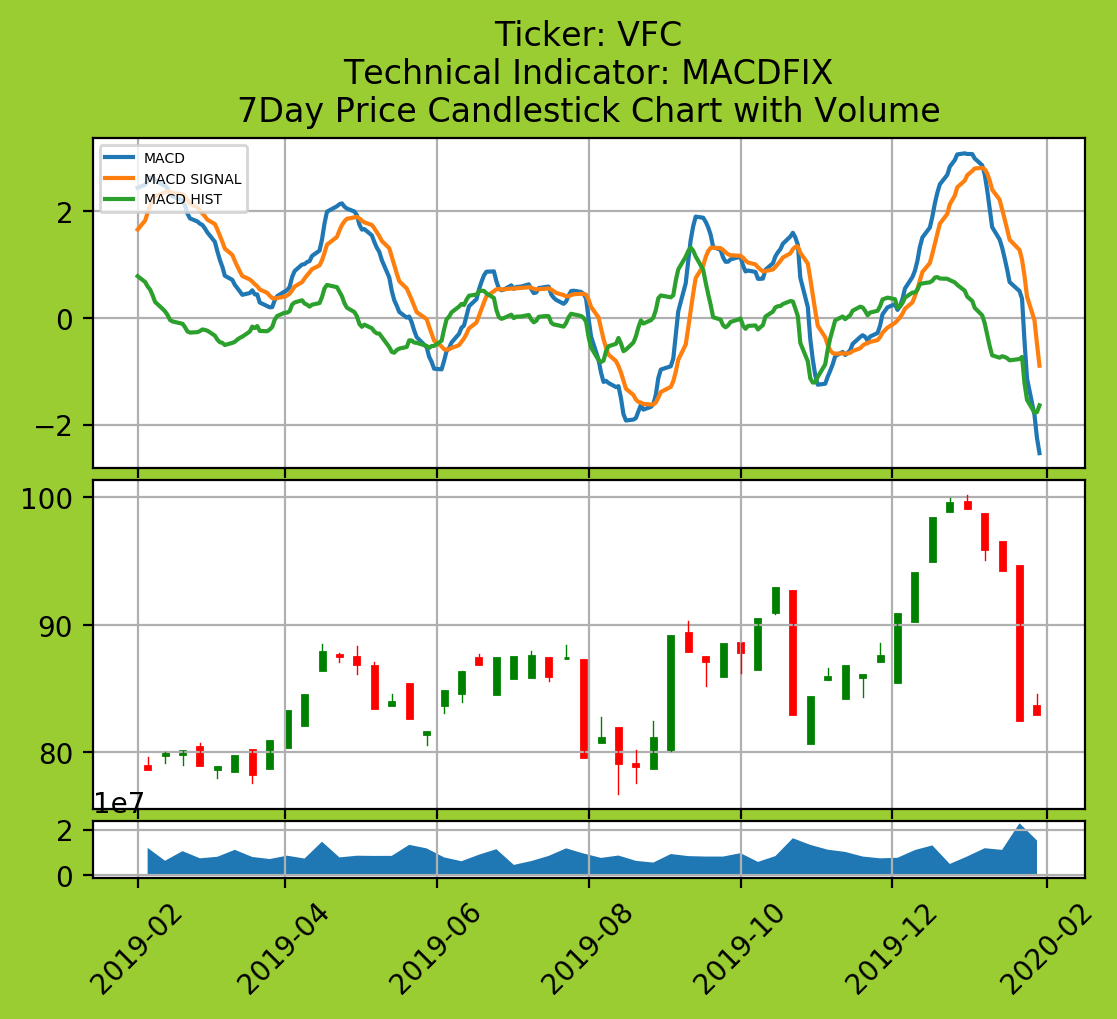 Ticker: VFC
Technical Indicator: MACDFIX
7Day Price Candlestick Chart with Volume
MACD
MACD SIGNAL
MACD HIST
2
0
−2
100
90
80
1e7
2
0
2019-02
2019-04
2019-06
2019-08
2019-10
2019-12
2020-02